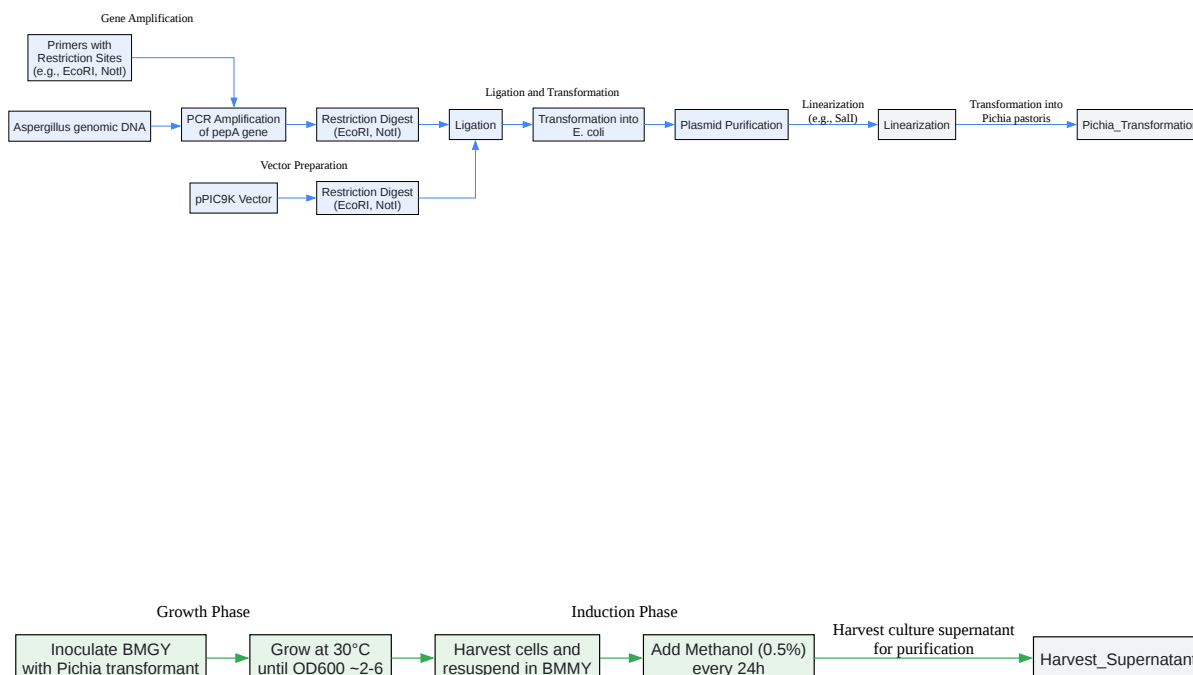 Gene Amplification
Primers with
Restriction Sites
(e.g., EcoRI, NotI)
Aspergillus genomic DNA
PCR Amplification
of pepA gene
Restriction Digest
(EcoRI, NotI)
Vector Preparation
pPIC9K Vector
Restriction Digest
(EcoRI, NotI)
Ligation and Transformation
Ligation
Transformation into
E. coli
Plasmid Purification
Linearization
(e.g., SalI)
Linearization
Transformation into
Pichia pastoris
Pichia_Transformation
Growth Phase
Inoculate BMGY
with Pichia transformant
Grow at 30°C
until OD600 ~2-6
Induction Phase
Harvest cells and
resuspend in BMMY
Add Methanol (0.5%)
every 24h
Harvest culture supernatant
for purification
Harvest_Supernatant